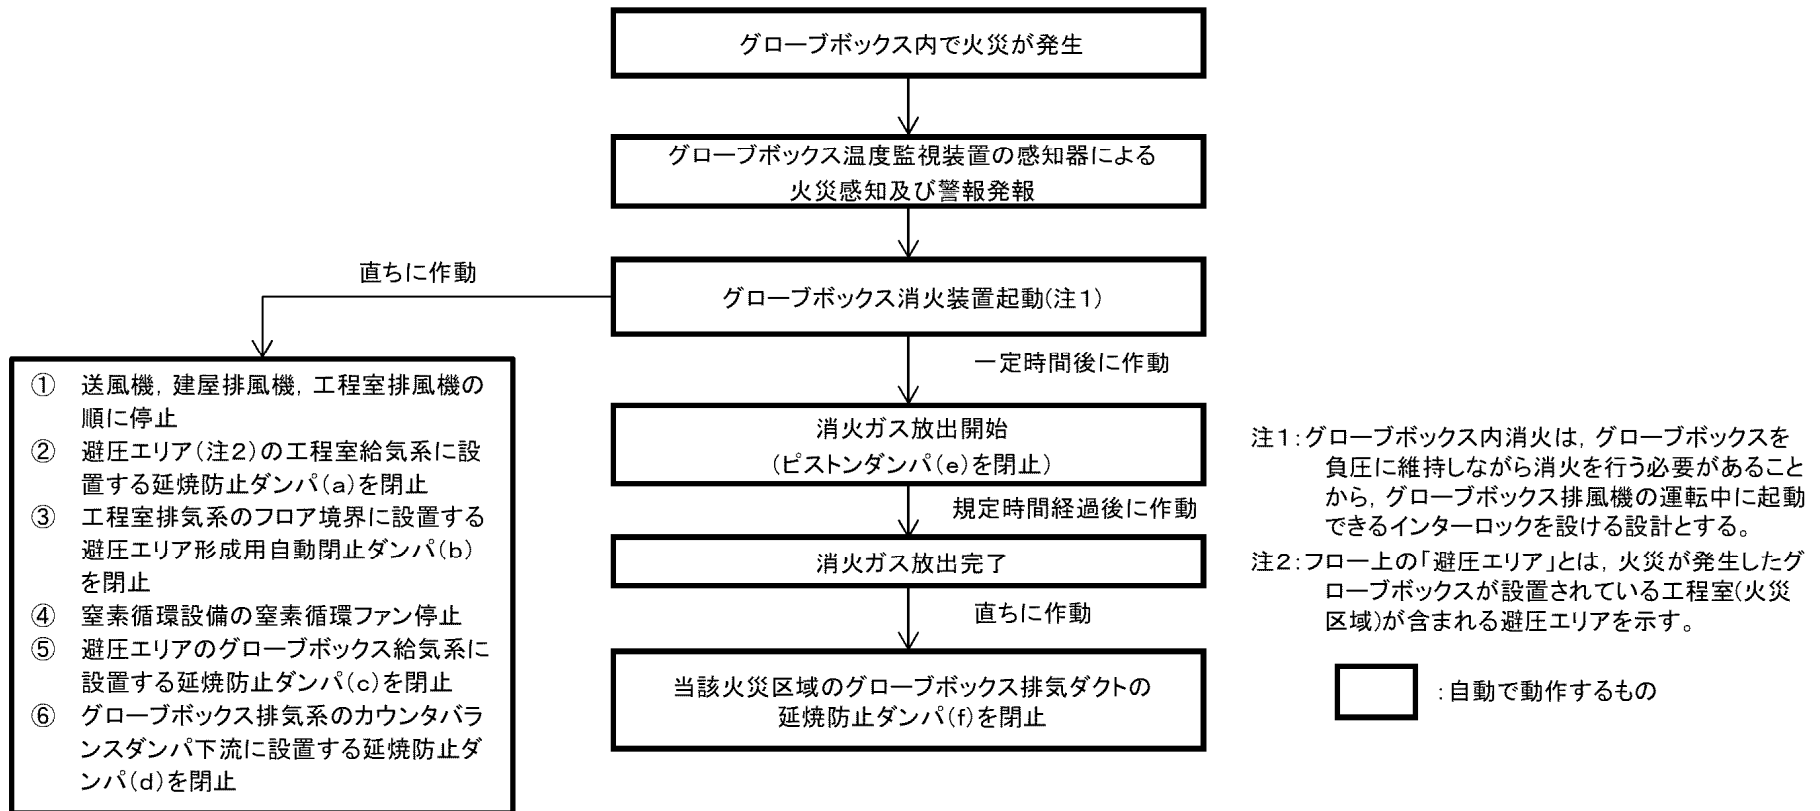 グローブボックス内で火災が発生
グローブボックス温度監視装置の感知器による
火災感知及び警報発報
直ちに作動
グローブボックス消火装置起動(注1)
一定時間後に作動
① 送風機,建屋排風機,工程室排風機の
順に停止
② 避圧エリア(注2)の工程室給気系に設
置する延焼防止ダンパ(a)を閉止
③ 工程室排気系のフロア境界に設置する
避圧エリア形成用自動閉止ダンパ(b)
を閉止
④ 窒素循環設備の窒素循環ファン停止
⑤ 避圧エリアのグローブボックス給気系に
設置する延焼防止ダンパ(c)を閉止
⑥ グローブボックス排気系のカウンタバラ
ンスダンパ下流に設置する延焼防止ダ
ンパ(d)を閉止
消火ガス放出開始
(ピストンダンパ(e)を閉止)
規定時間経過後に作動
消火ガス放出完了
直ちに作動
当該火災区域のグローブボックス排気ダクトの
延焼防止ダンパ(f)を閉止
注1:グローブボックス内消火は,グローブボックスを
負圧に維持しながら消火を行う必要があること
から,グローブボックス排風機の運転中に起動
できるインターロックを設ける設計とする。
注2:フロー上の「避圧エリア」とは,火災が発生したグ
ローブボックスが設置されている工程室(火災
区域)が含まれる避圧エリアを示す。
:自動で動作するもの